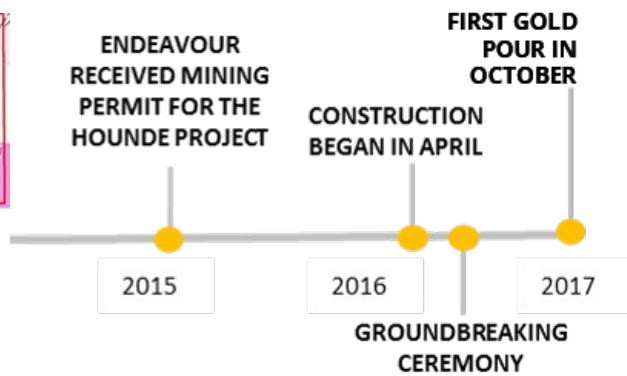 ENDEAVOUR
RECEIVED MINING
PERMIT FOR THE
HOUNDE PROJECT
CONSTRUCTION
BEGAN IN APRIL
FIRST GOLD
POUR IN
OCTOBER
2015
2016
2017
GROUNDBREAKING
CEREMONY